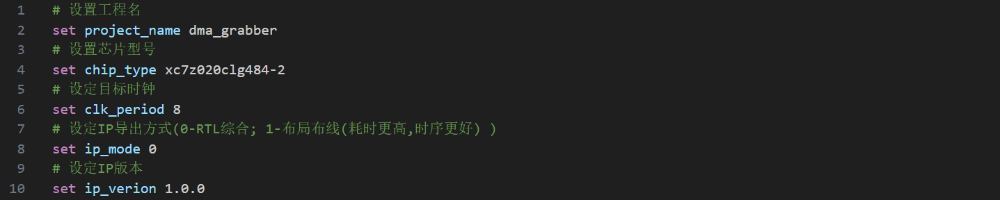 1 # 设置工程名
2 set project_name dma_grabber
3 # 设置芯片型号
4 set chip_type xc7z020clg484-2
5 # 设定目标时钟
6 set clk_period 8
7 # 设定IP导出方式(0-RTL综合; 1-布局布线(耗时更高,时序更好) )
8 set ip_mode 0
9 # 设定IP版本
10 set ip_verion 1.0.0